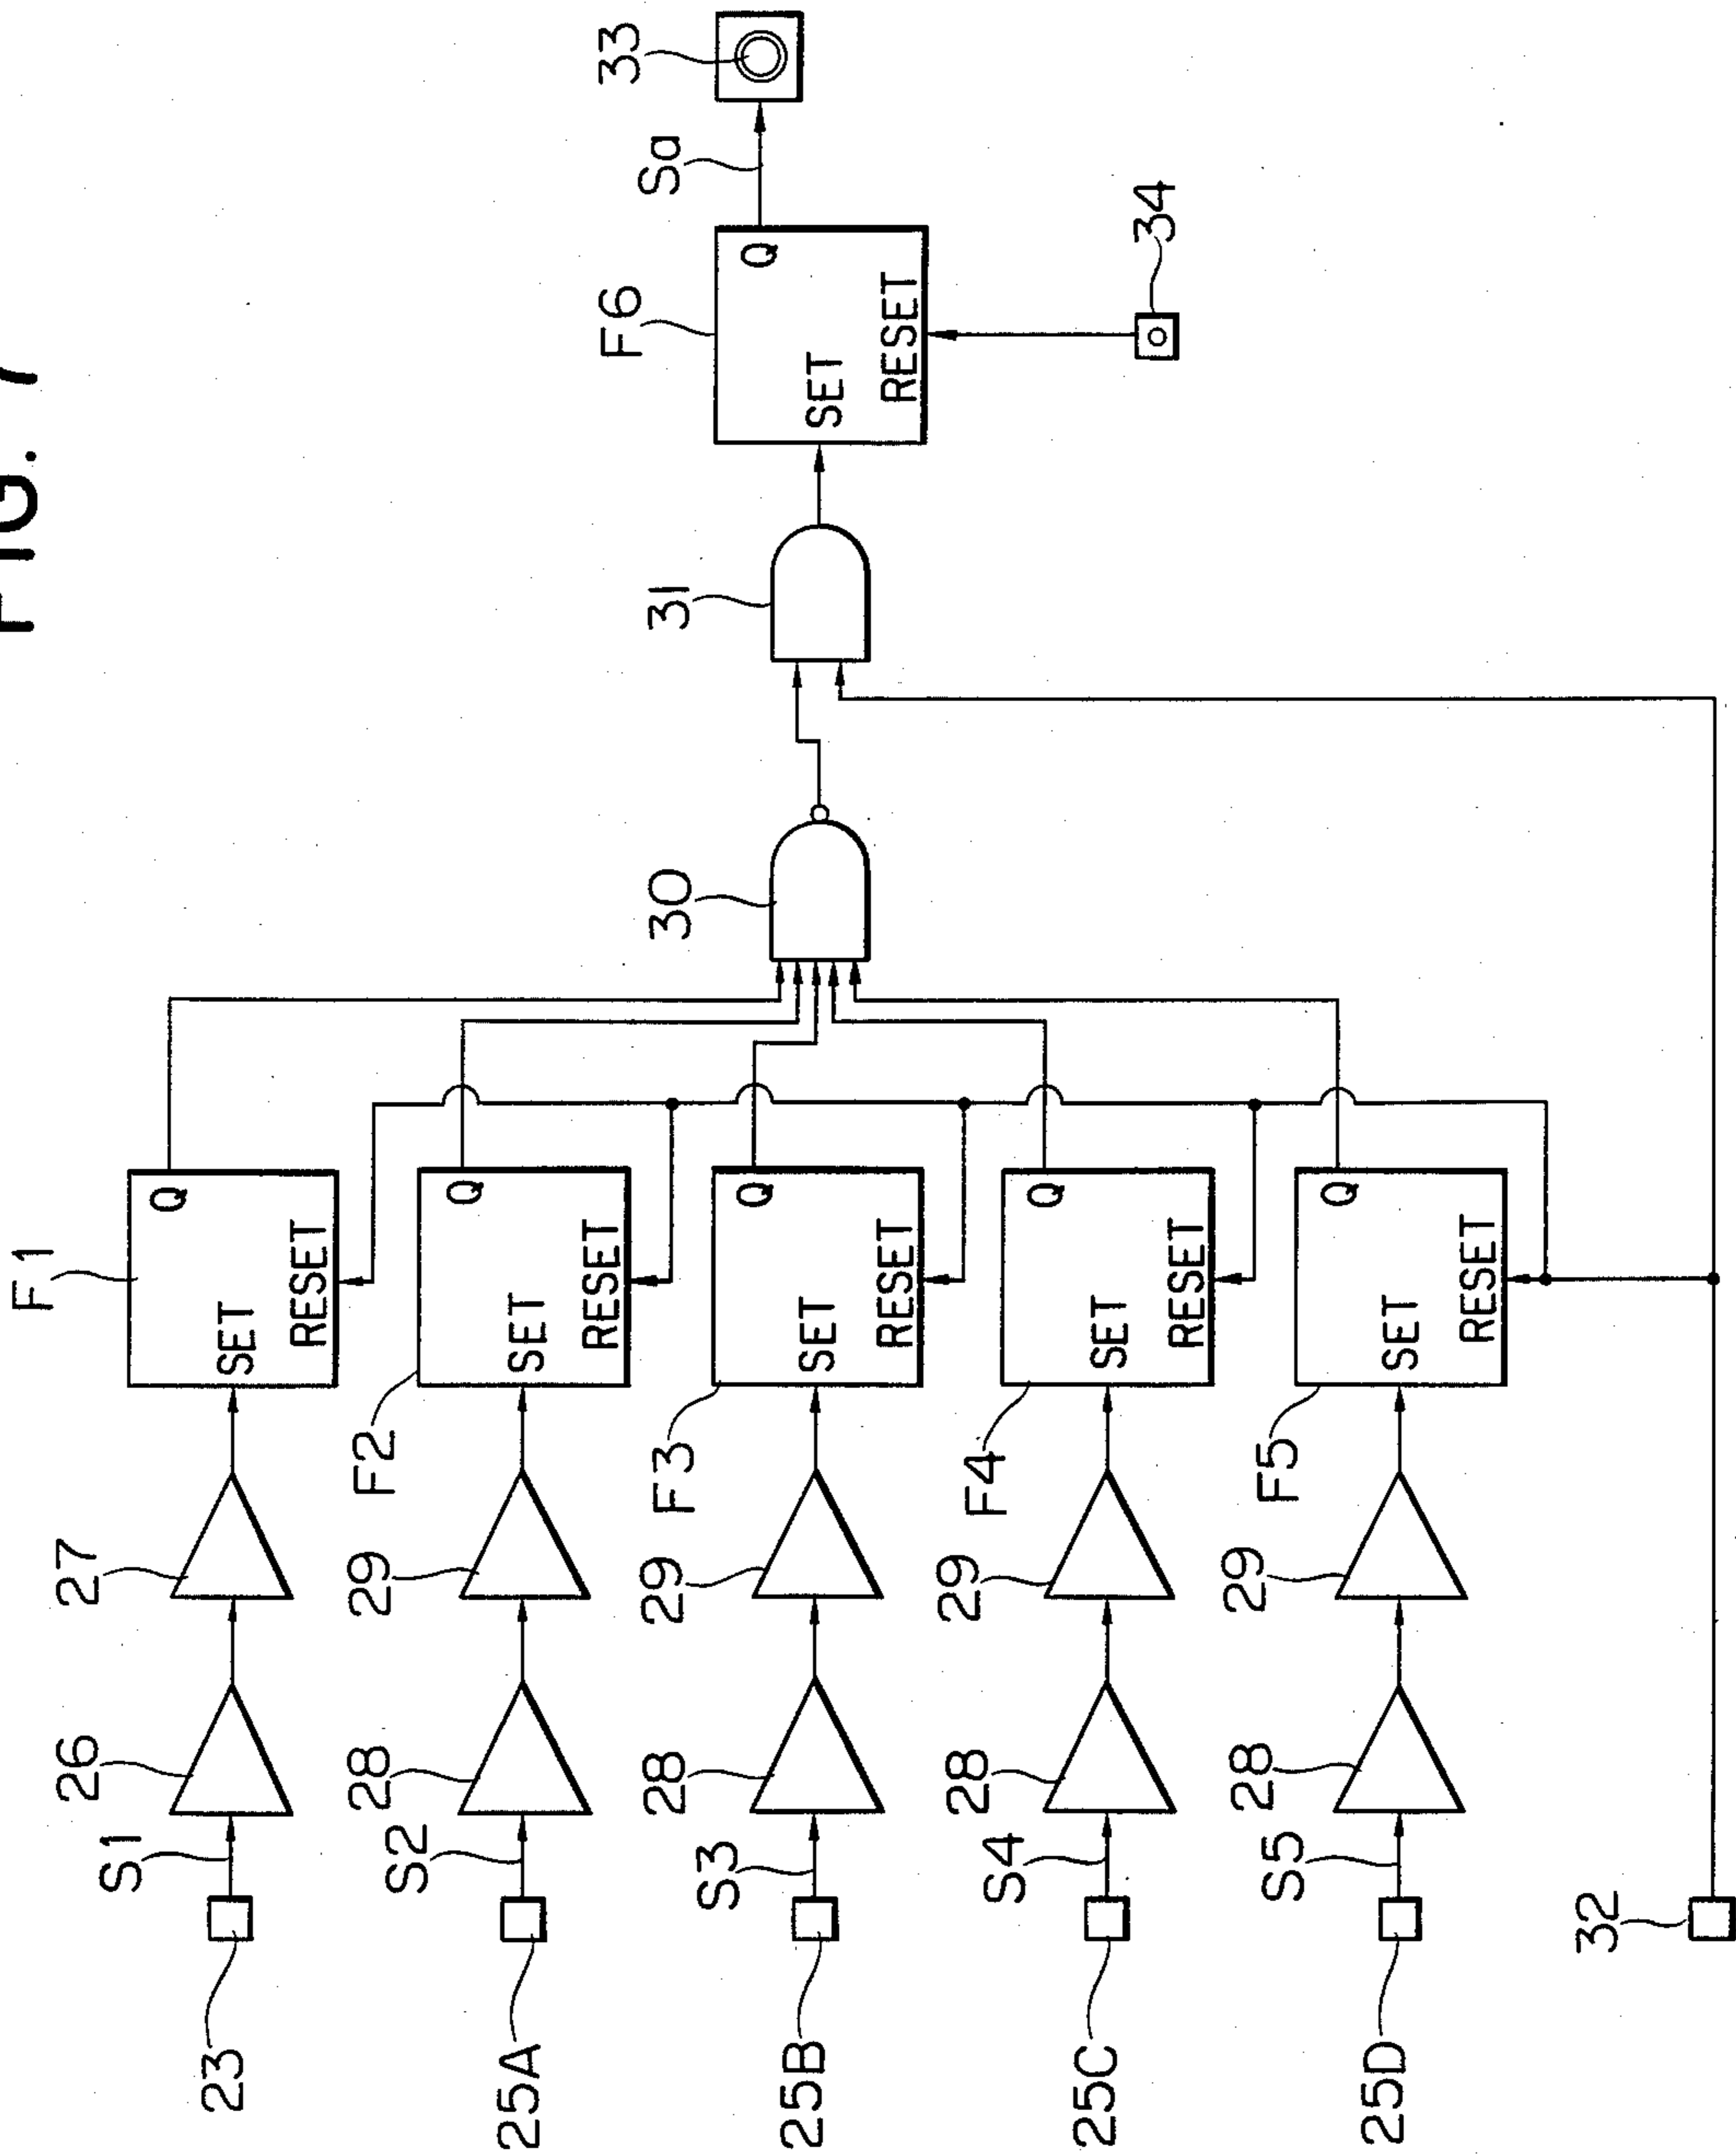 FIG. 7
F1
23
S1
26
27
SET
RESET
Q
25A
S2
28
29
F2
SET
RESET
Q
25B
S3
28
29
F3
SET
RESET
Q
30
31
F6
SET
RESET
Q
Sa
33
34
25C
S4
28
29
F4
SET
RESET
Q
25D
S5
28
29
F5
SET
RESET
Q
32